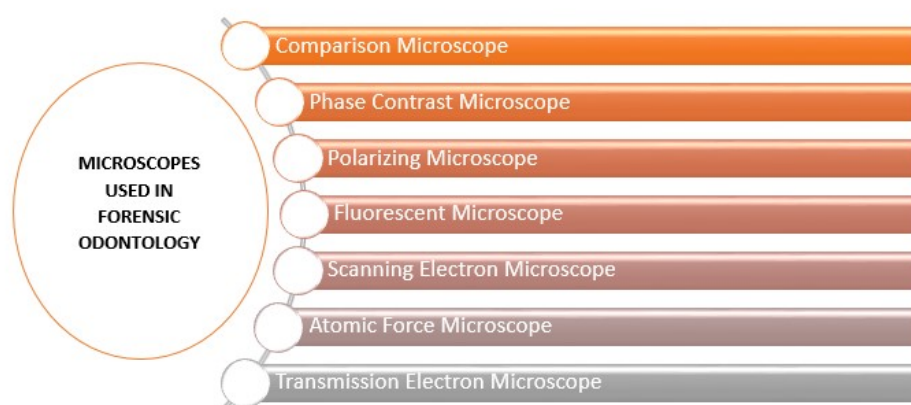 MICROSCOPES
USED IN
FORENSIC
ODONTOLOGY
Comparison Microscope
Phase Contrast Microscope
Polarizing Microscope
Fluorescent Microscope
Scanning Electron Microscope
Atomic Force Microscope
Transmission Electron Microscope